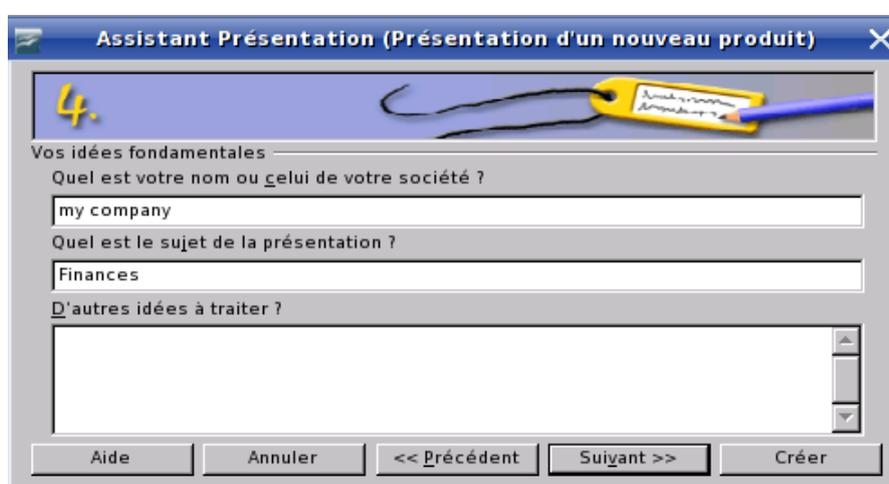 Assistant Présentation (Présentation d'un nouveau produit)
4.
Vos idées fondamentales
Quel est votre nom ou celui de votre société ?
my company
Quel est le sujet de la présentation ?
Finances
D'autres idées à traiter ?
Aide Annuler << Précédent Suivant >> Créer